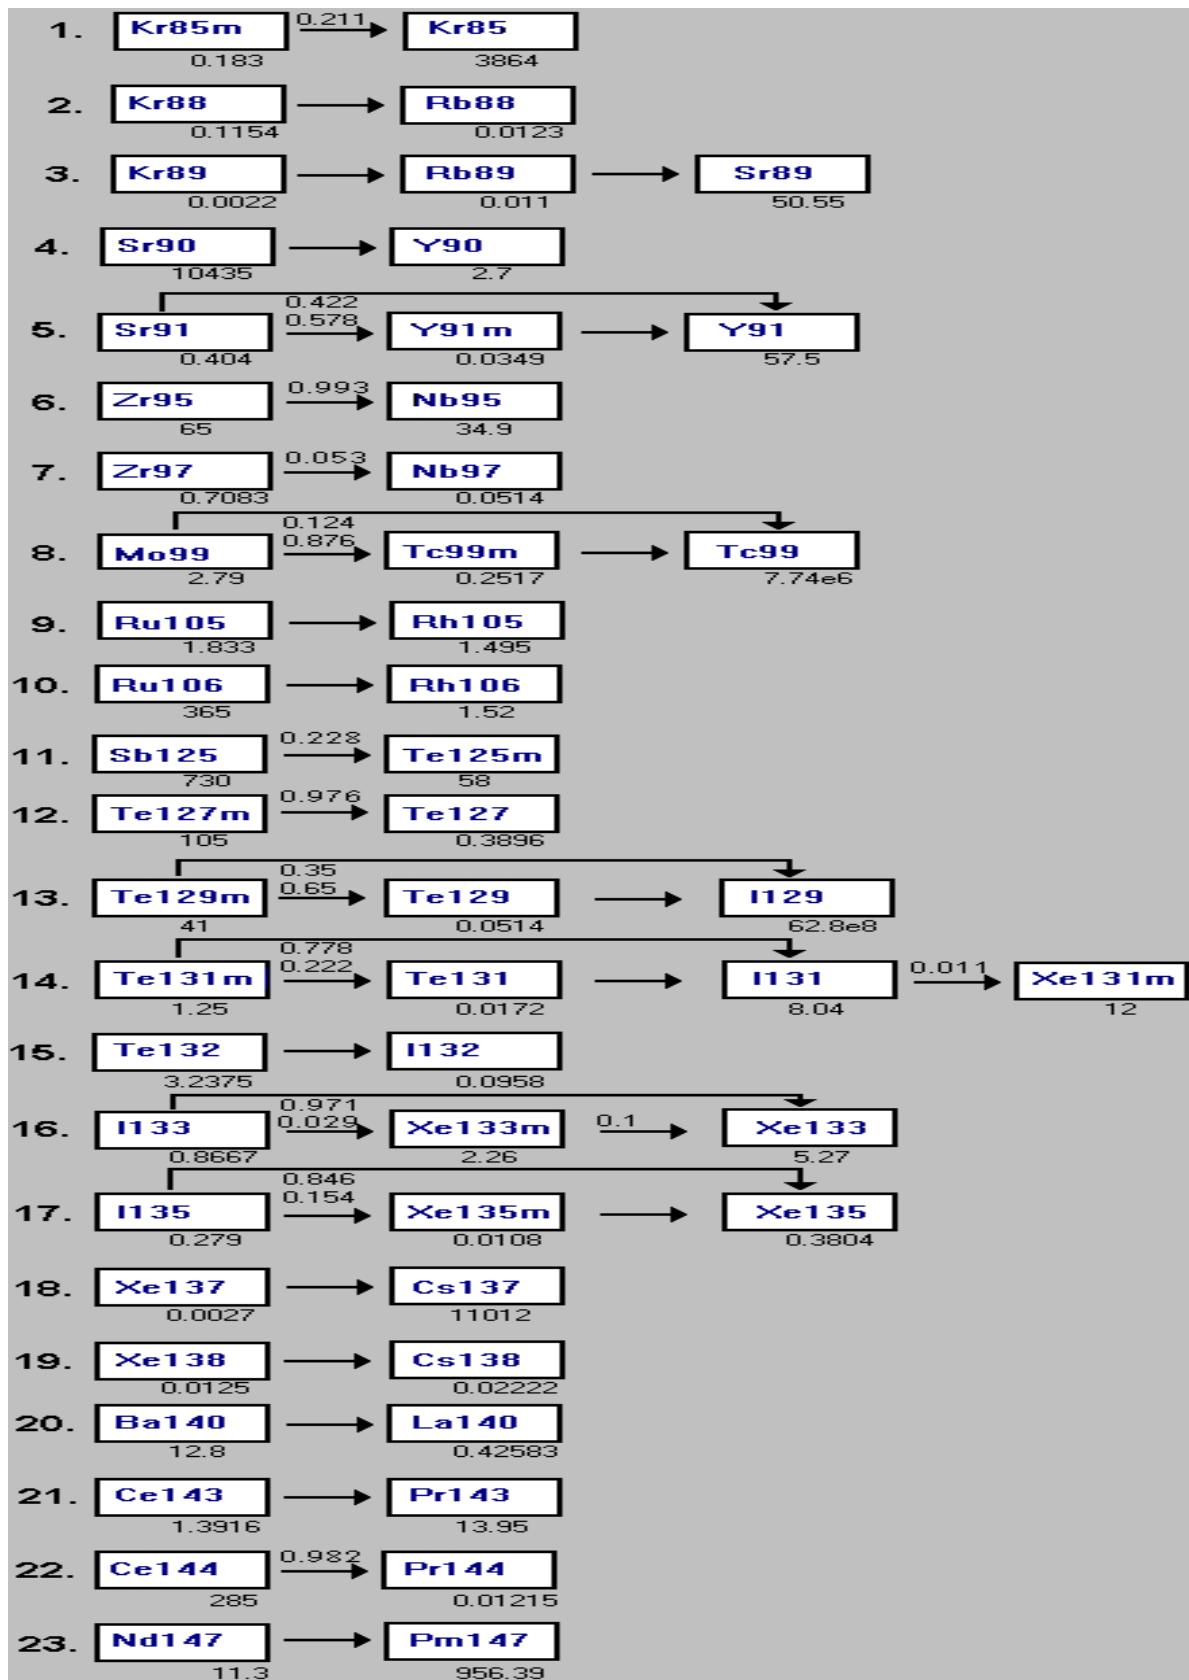 0.211
1. Kr85m Kr85
0.183 3864
2. Kr88 Rb88
0.1154 0.0123
3. Kr89 Rb89 Sr89
0.0022 0.011 50.55
4. Sr90 Y90
10435 2.7
0.422
0.578
5. Sr91 Y91m Y91
0.404 0.0349 57.5
0.993
6. Zr95 Nb95
65 34.9
0.053
7. Zr97 Nb97
0.7083 0.0514
0.124
0.876
8. Mo99 Tc99m Tc99
2.79 0.2517 7.74e6
9. Ru105 Rh105
1.833 1.495
10. Ru106 Rh106
365 1.52
0.228
11. Sb125 Te125m
730 58
0.976
12. Te127m Te127
105 0.3896
0.35
0.65
13. Te129m Te129 I129
41 0.0514 62.8e8
0.778
0.222 0.011
14. Te131m Te131 I131 Xe131m
1.25 0.0172 8.04 12
15. Te132 I132
3.2375 0.0958
0.971
0.029 0.1
16. I133 Xe133m Xe133
0.8667 2.26 5.27
0.846
0.154
17. I135 Xe135m Xe135
0.279 0.0108 0.3804
18. Xe137 Cs137
0.0027 11012
19. Xe138 Cs138
0.0125 0.02222
20. Ba140 La140
12.8 0.42583
21. Ce143 Pr143
1.3916 13.95
0.982
22. Ce144 Pr144
285 0.01215
23. Nd147 Pm147
11.3 956.39